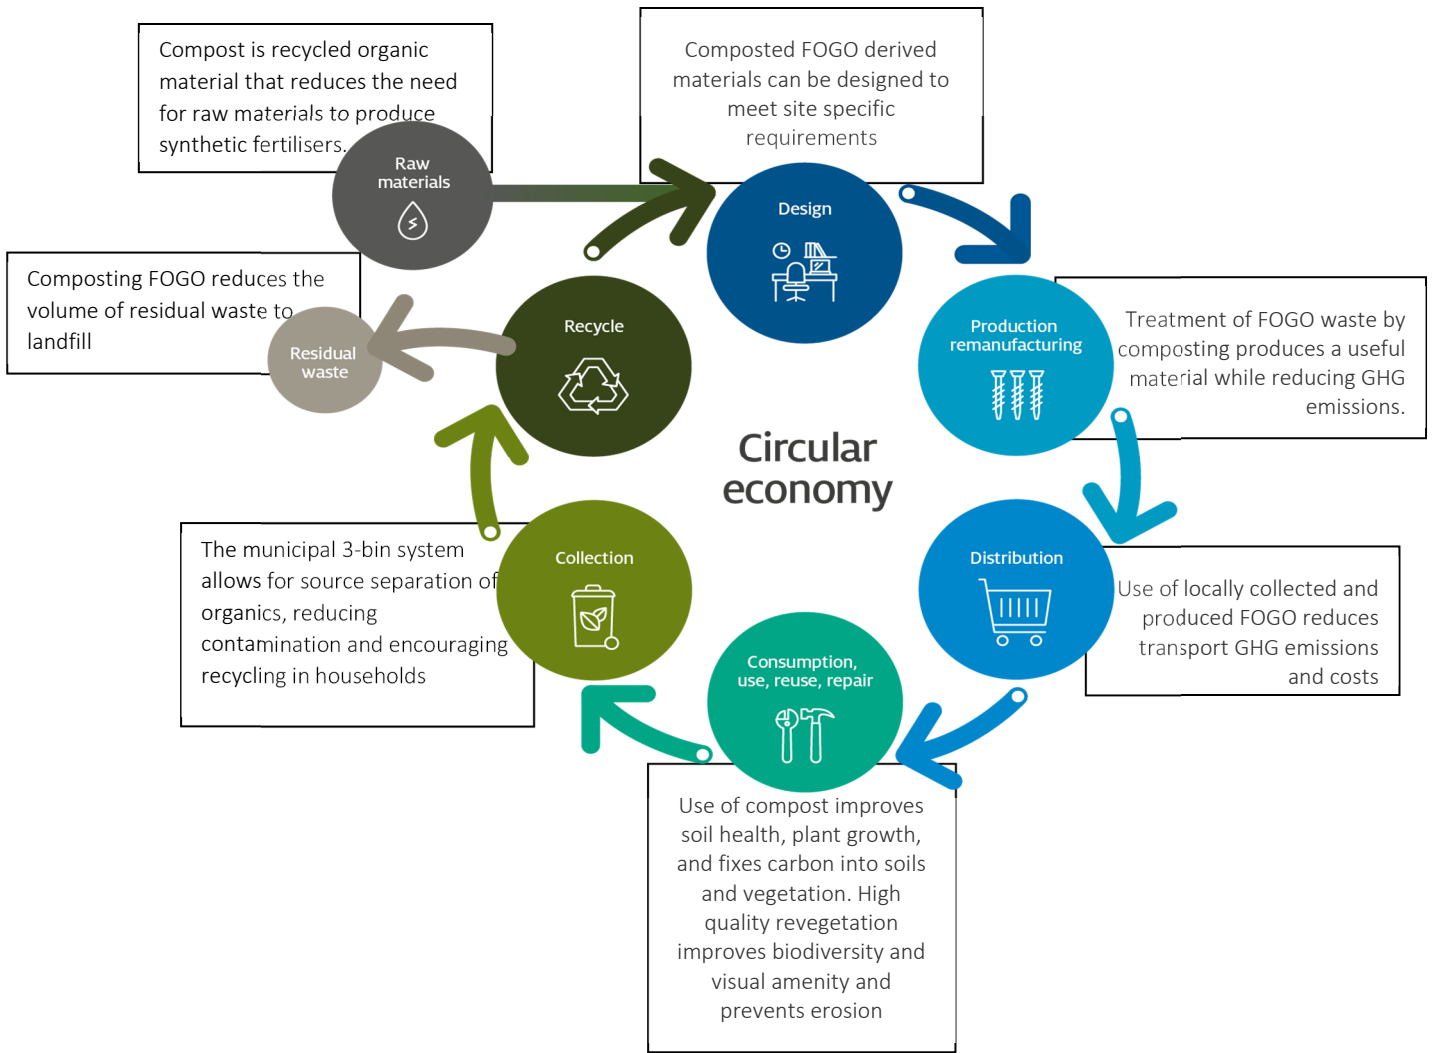 Compost is recycled organic
material that reduces the need
for raw materials to produce
synthetic fertilisers.
Raw
materials
Composted FOGO derived
materials can be designed to
meet site specific
requirements
Design
Composting FOGO reduces the
volume of residual waste to
landfill
Residual
waste
Recycle
Production
remanufacturing
Treatment of FOGO waste by
composting produces a useful
material while reducing GHG
emissions.
Circular
economy
The municipal 3-bin system
allows for source separation of
organics, reducing
contamination and encouraging
recycling in households
Collection
Distribution
Use of locally collected and
produced FOGO reduces
transport GHG emissions
and costs
Consumption,
use, reuse, repair
Use of compost improves
soil health, plant growth,
and fixes carbon into soils
and vegetation. High
quality revegetation
improves biodiversity and
visual amenity and
prevents erosion